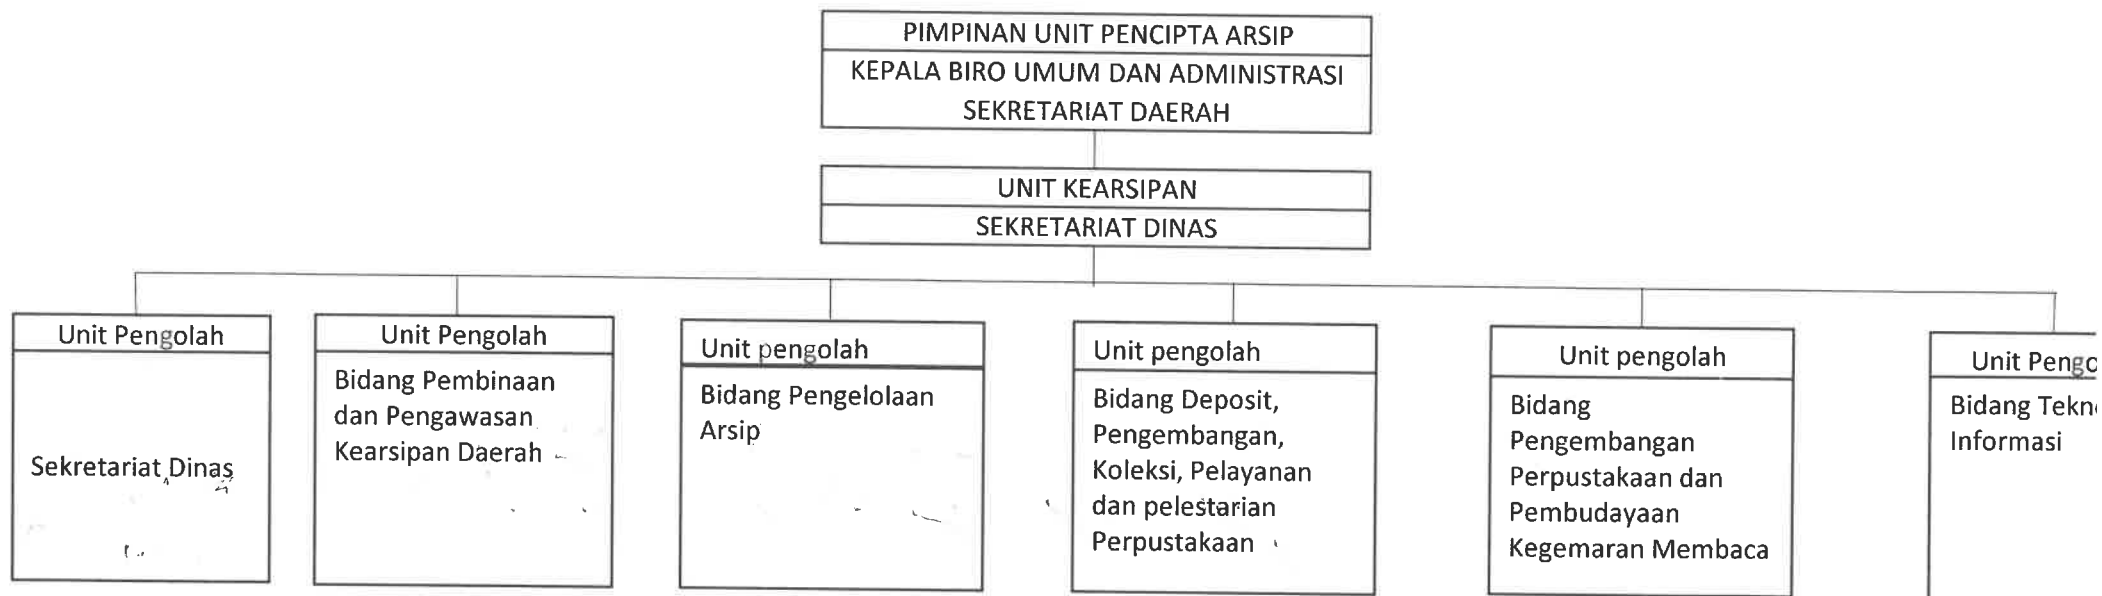 PIMPINAN UNIT PENCIPTA ARSIP
KEPALA BIRO UMUM DAN ADMINISTRASI
SEKRETARIAT DAERAH
UNIT KEARSIPAN
SEKRETARIAT DINAS
Unit Pengolah
Sekretariat Dinas
Unit Pengolah
Bidang Pembinaan
dan Pengawasan
Kearsipan Daerah
Unit pengolah
Bidang Pengelolaan
Arsip
Unit pengolah
Bidang Deposit,
Pengembangan,
Koleksi, Pelayanan
dan pelestarian
Perpustakaan
Unit pengolah
Bidang
Pengembangan
Perpustakaan dan
Pembudayaan
Kegemaran Membaca
Unit
Bidang
Informasi